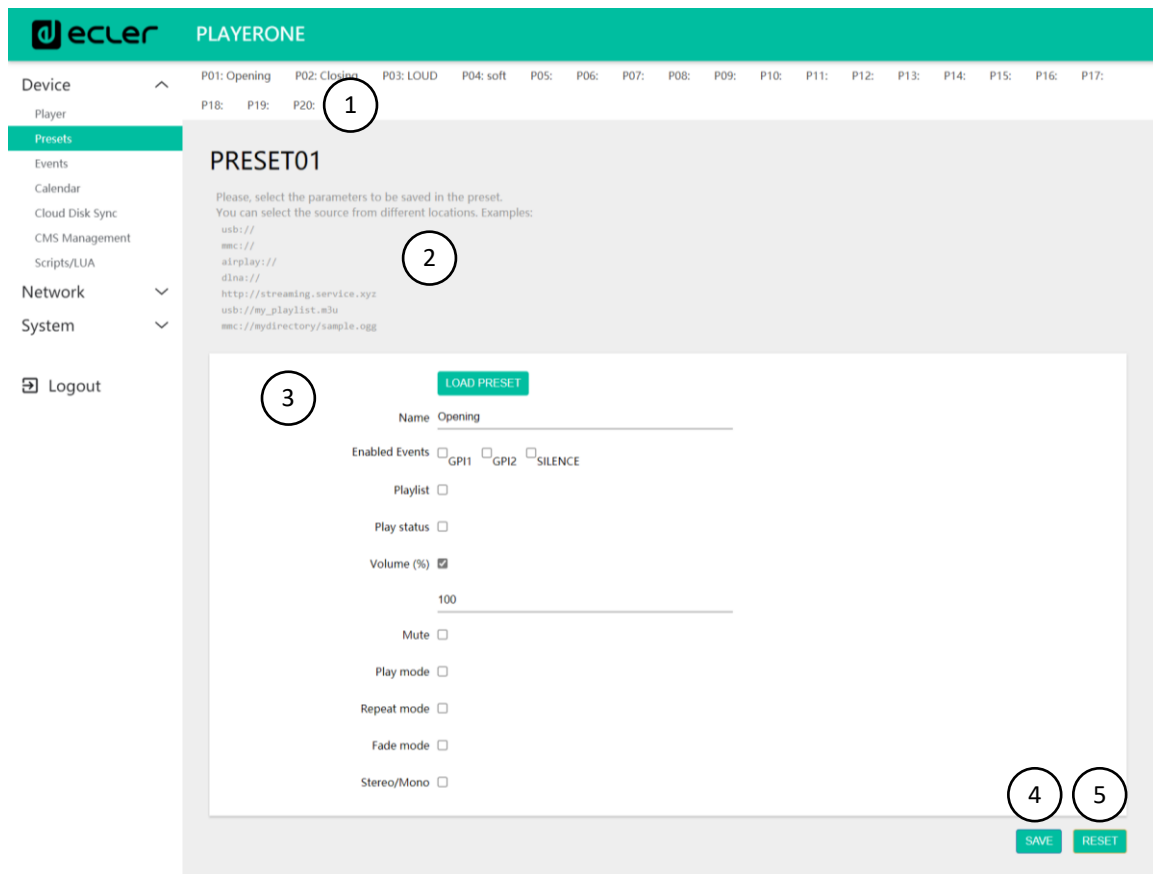 ecler PLAYERONE
Device
Player
Presets
Events
Calendar
Cloud Disk Sync
CMS Management
Scripts/LUA
Network
System
Logout
P01: Opening P02: Closing P03: LOUD P04: soft P05: P06: P07: P08: P09: P10: P11: P12: P13: P14: P15: P16: P17:
P18: P19: P20: 1
PRESET01
Please, select the parameters to be saved in the preset.
You can select the source from different locations. Examples:
usb://
mmc://
airplay://
dlna://
http://streaming.service.xyz
usb://my_playlist.m3u
mmc://mydirectory/sample.ogg
2
3
LOAD PRESET
Name Opening
Enabled Events GPI1 GPI2 SILENCE
Playlist
Play status
Volume (%)
100
Mute
Play mode
Repeat mode
Fade mode
Stereo/Mono
4 5
SAVE RESET